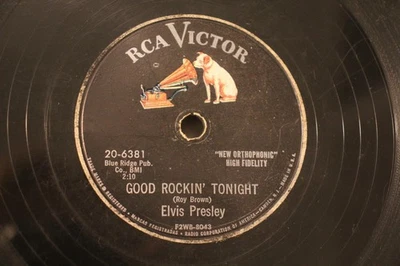 RCA VICTOR
20-6381
Blue Ridge Pub.
Co., BMI
2:10
"NEW ORTHOPHONIC"
HIGH FIDELITY
GOOD ROCKIN' TONIGHT
(Roy Brown)
Elvis Presley
F2WB-8043